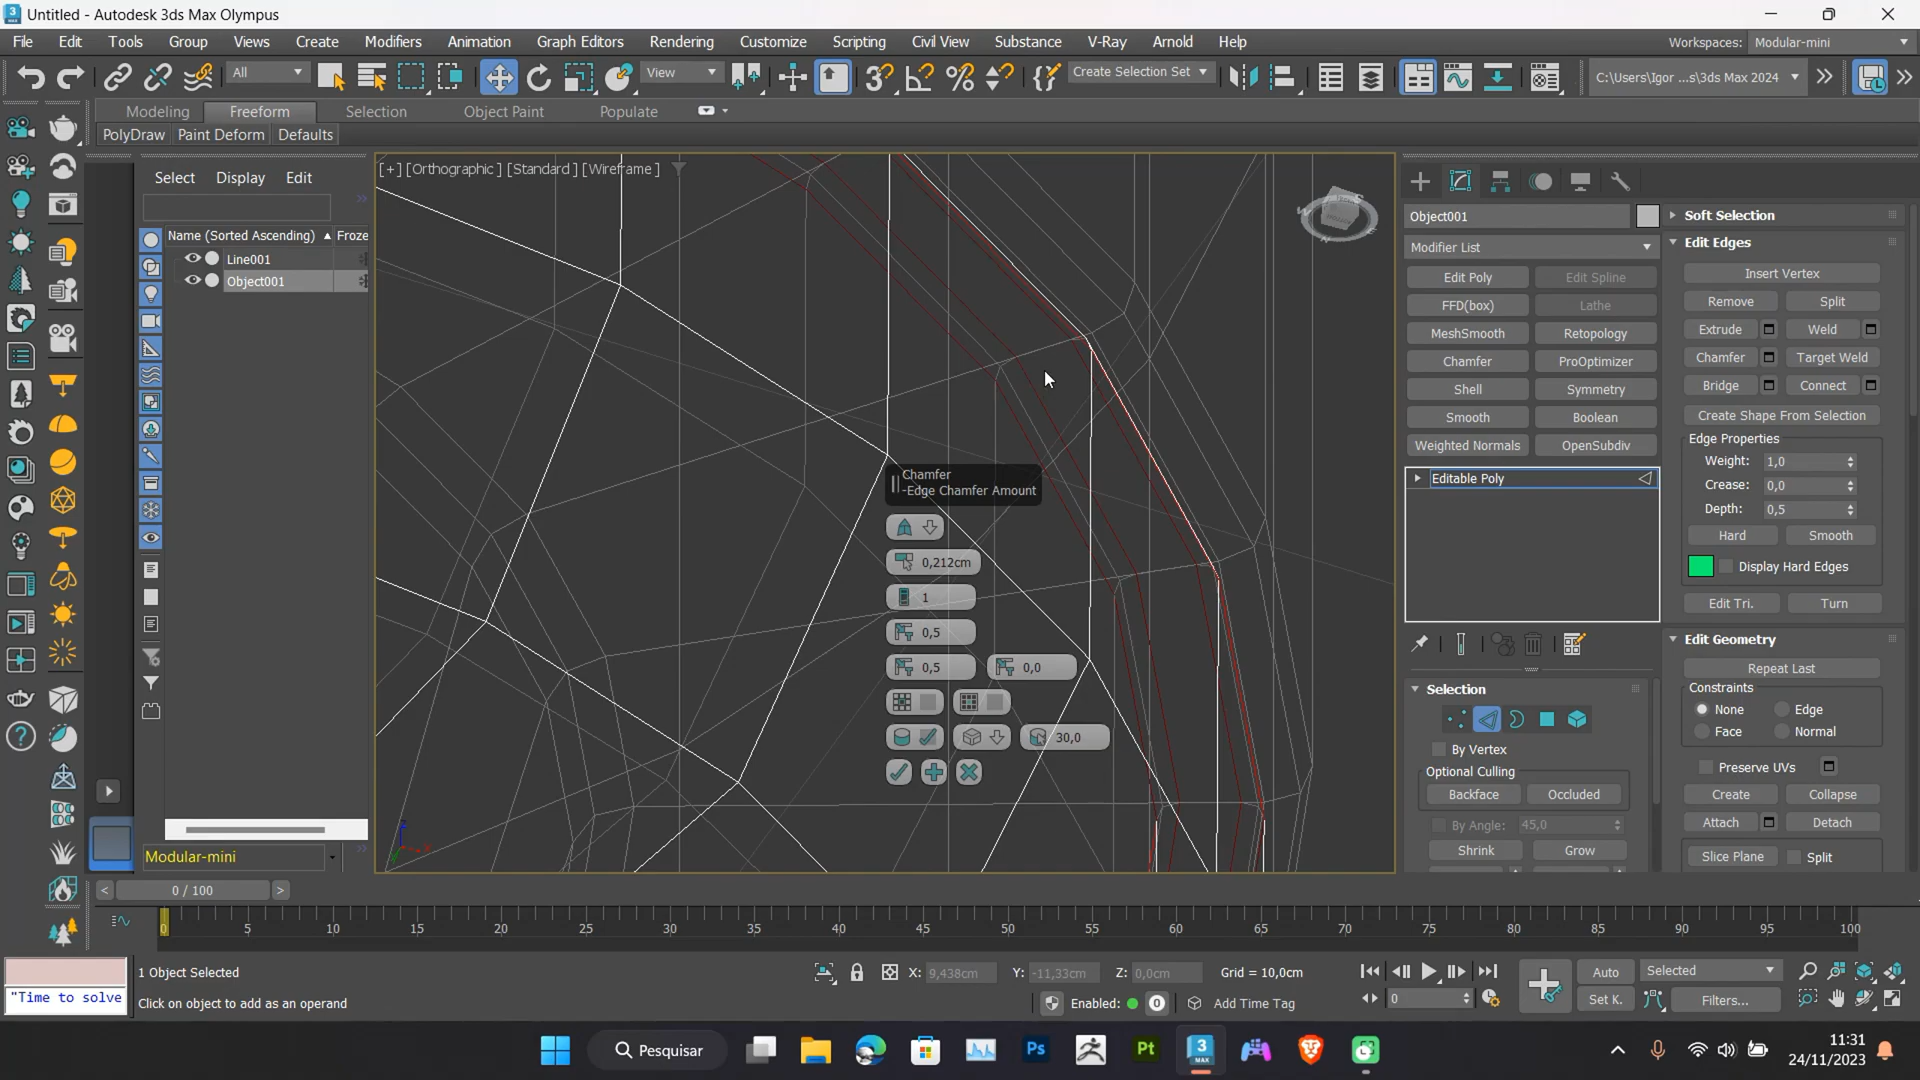 Untitled - Autodesk 3ds Max Olympus
File Edit Tools Group Views Create Modifiers Animation Graph Editors Rendering Customize Scripting Civil View Substance V-Ray Arnold Help
Workspaces: Modular-mini
All
View
Create Selection Set
C:\Users\Igor ...s\3ds Max 2024
Modeling Freeform Selection Object Paint Populate
PolyDraw Paint Deform Defaults
Select Display Edit
Name (Sorted Ascending) Froze
Line001
Object001
[+] [Orthographic ] [Standard ] [Wireframe ]
Chamfer
-Edge Chamfer Amount
0,212cm
1
0,5
0,5 0,0
30,0
Object001
Modifier List
Edit Poly Edit Spline
FFD(box) Lathe
MeshSmooth Retopology
Chamfer ProOptimizer
Shell Symmetry
Smooth Boolean
Weighted Normals OpenSubdiv
Editable Poly
Selection
By Vertex
Optional Culling
Backface Occluded
By Angle: 45,0
Shrink Grow
Soft Selection
Edit Edges
Insert Vertex
Remove Split
Extrude Weld
Chamfer Target Weld
Bridge Connect
Create Shape From Selection
Edge Properties
Weight: 1,0
Crease: 0,0
Depth: 0,5
Hard Smooth
Display Hard Edges
Edit Tri. Turn
Edit Geometry
Repeat Last
Constraints
None Edge
Face Normal
Preserve UVs
Create Collapse
Attach Detach
Slice Plane Split
Modular-mini
< 0 / 100 >
0 5 10 15 20 25 30 35 40 45 50 55 60 65 70 75 80 85 90 95 100
"Time to solve
1 Object Selected
Click on object to add as an operand
X: 9,438cm Y: -11,33cm Z: 0,0cm Grid = 10,0cm
Enabled: 0 Add Time Tag
0
Auto Selected
Set K. Filters...
Pesquisar
Ps
Pt
3
MAX
11:31
24/11/2023